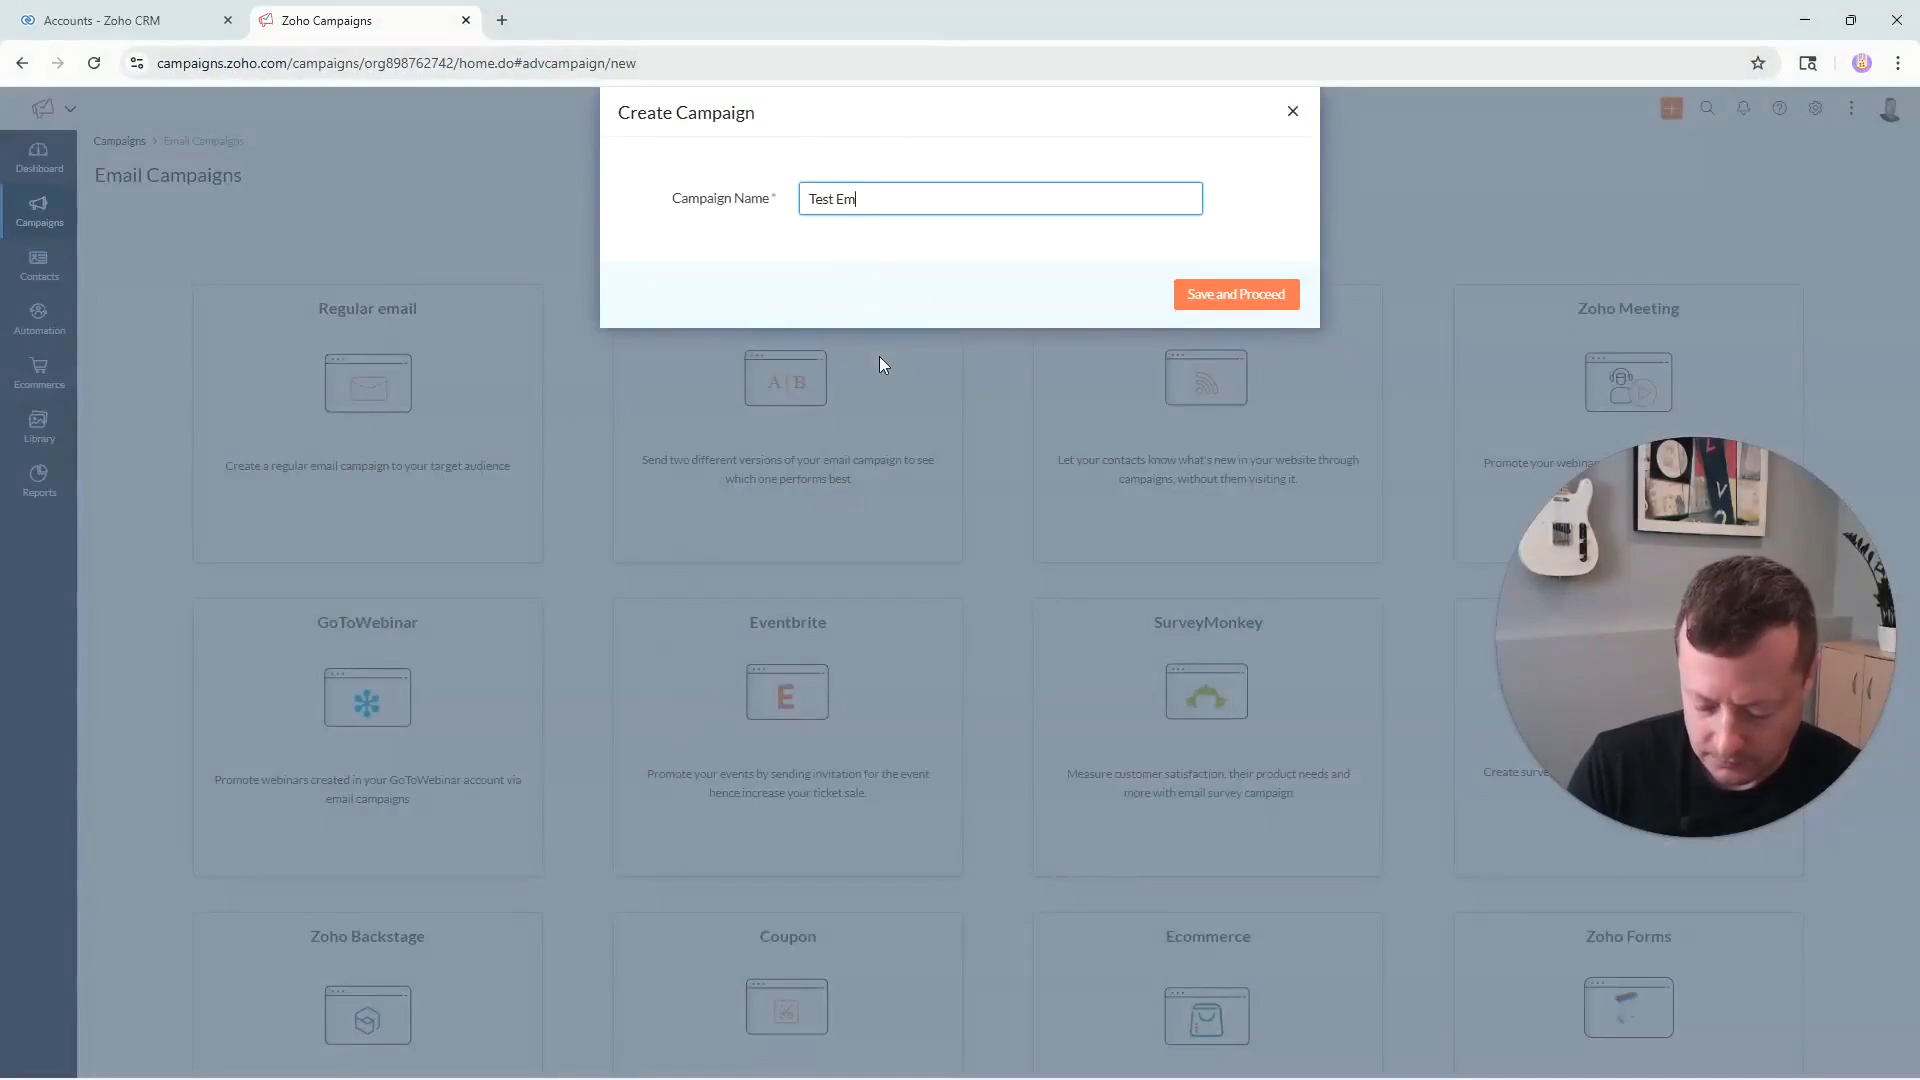 Accounts - Zoho CRM
Zoho Campaigns
campaigns.zoho.com/campaigns/org898762742/home.do#advcampaign/new
Create Campaign
Campaign Name*
Test Em
Save and Proceed
Dashboard
Campaigns
Contacts
Automation
Ecommerce
Library
Reports
Campaigns > Email Campaigns
Email Campaigns
Regular email
Create a regular email campaign to your target audience
A|B
Send two different versions of your email campaign to see
which one performs best
Let your contacts know what's new in your website through
campaigns, without them visiting it.
Zoho Meeting
Promote your webinar
GoToWebinar
Promote webinars created in your GoToWebinar account via
email campaigns
Eventbrite
E
Promote your events by sending invitation for the event
hence increase your ticket sale.
SurveyMonkey
Measure customer satisfaction, their product needs and
more with email survey campaign
Create surve
Zoho Backstage
Coupon
Ecommerce
Zoho Forms